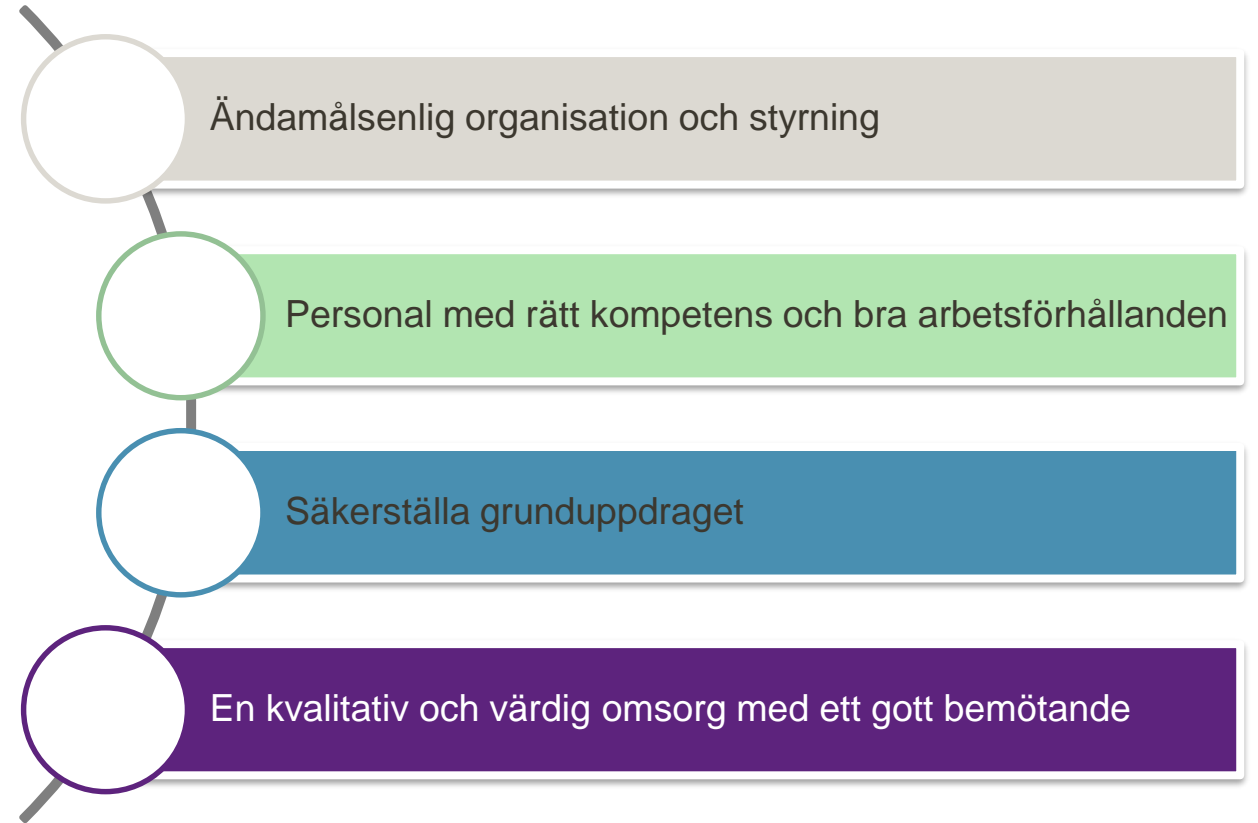 Ändamålsenlig organisation och styrning
Personal med rätt kompetens och bra arbetsförhållanden
Säkerställa grunduppdraget
En kvalitativ och värdig omsorg med ett gott bemötande